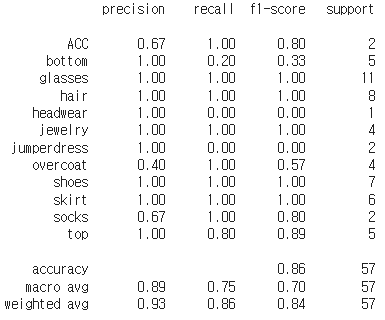 precision recall f1-score support
ACC 0.67 1.00 0.80 2
bottom 1.00 0.20 0.33 5
glasses 1.00 1.00 1.00 11
hair 1.00 1.00 1.00 8
headwear 1.00 0.00 0.00 1
jewelry 1.00 1.00 1.00 4
jumperdress 1.00 0.00 0.00 2
overcoat 0.40 1.00 0.57 4
shoes 1.00 1.00 1.00 7
skirt 1.00 1.00 1.00 6
socks 0.67 1.00 0.80 2
top 1.00 0.80 0.89 5
accuracy 0.86 57
macro avg 0.89 0.75 0.70 57
weighted avg 0.93 0.86 0.84 57